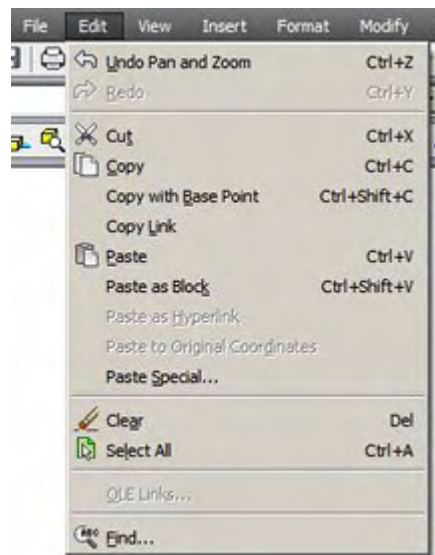 File Edit View Insert Format Modify
Undo Pan and Zoom Ctrl+Z
Redo Ctrl+Y
Cut Ctrl+X
Copy Ctrl+C
Copy with Base Point Ctrl+Shift+C
Copy Link
Paste Ctrl+V
Paste as Block Ctrl+Shift+V
Paste as Hyperlink
Paste to Original Coordinates
Paste Special...
Clear Del
Select All Ctrl+A
OLE Links...
Find...